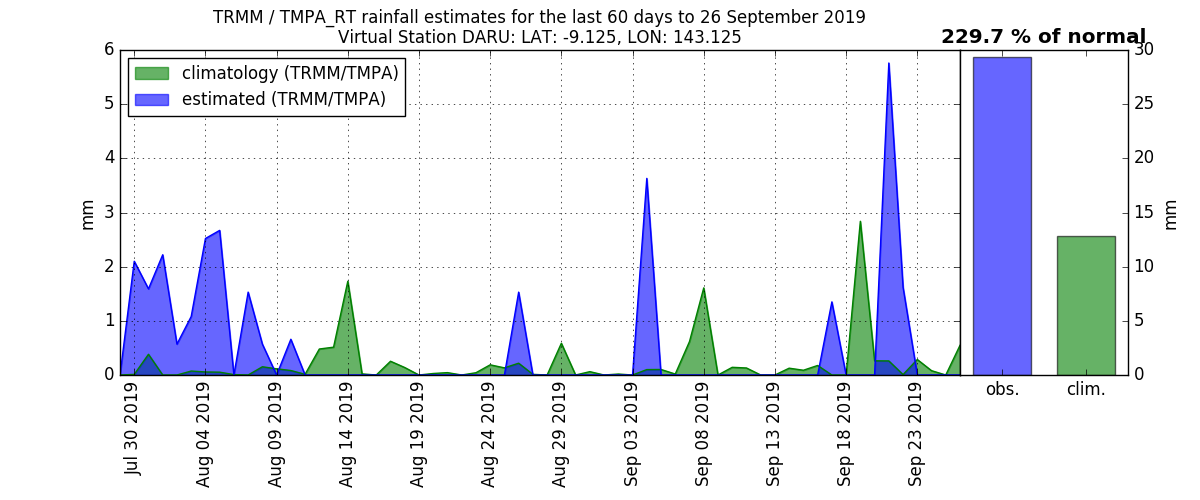 TRMM / TMPA_RT rainfall estimates for the last 60 days to 26 September 2019
Virtual Station DARU: LAT: -9.125, LON: 143.125
229.7 % of normal
climatology (TRMM/TMPA)
estimated (TRMM/TMPA)
6
5
4
3
2
1
0
mm
Jul 30 2019
Aug 04 2019
Aug 09 2019
Aug 14 2019
Aug 19 2019
Aug 24 2019
Aug 29 2019
Sep 03 2019
Sep 08 2019
Sep 13 2019
Sep 18 2019
Sep 23 2019
obs.
clim.
30
25
20
15
10
5
0
mm